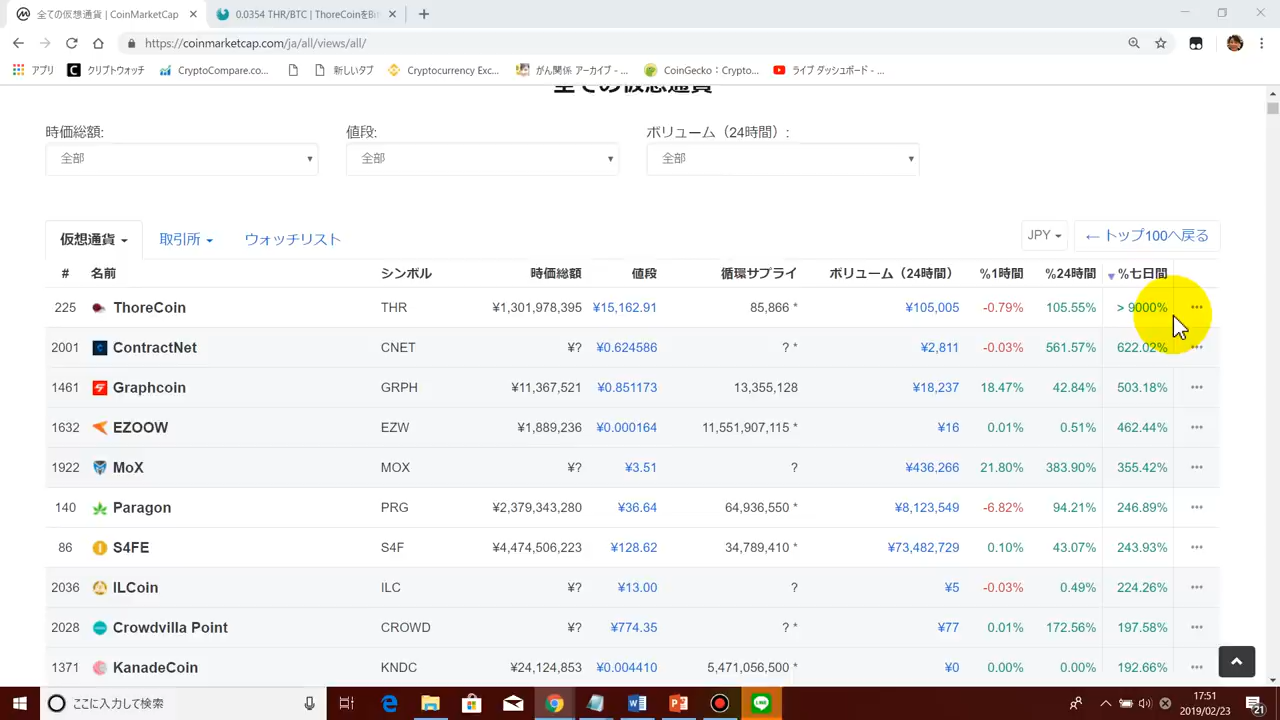 全ての仮想通貨 | CoinMarketCap
0.0354 THR/BTC | ThoreCoinをBit
https://coinmarketcap.com/ja/all/views/all/
アプリ
クリプトウォッチ
CryptoCompare.co...
新しいタブ
Cryptocurrency Exc...
がん関係 アーカイブ - ...
CoinGecko：Crypto...
ライブ ダッシュボード - ...
全ての仮想通貨
時価総額: 値段: ボリューム（24時間）:
全部 全部 全部
仮想通貨 取引所 ウォッチリスト JPY ← トップ100へ戻る
# 名前 シンボル 時価総額 値段 循環サプライ ボリューム（24時間） %1時間 %24時間 %七日間
225 ThoreCoin THR ¥1,301,978,395 ¥15,162.91 85,866 * ¥105,005 -0.79% 105.55% > 9000%
2001 ContractNet CNET ¥? ¥0.624586 ? * ¥2,811 -0.03% 561.57% 622.02%
1461 Graphcoin GRPH ¥11,367,521 ¥0.851173 13,355,128 ¥18,237 18.47% 42.84% 503.18%
1632 EZOOW EZW ¥1,889,236 ¥0.000164 11,551,907,115 * ¥16 0.01% 0.51% 462.44%
1922 MoX MOX ¥? ¥3.51 ? ¥436,266 21.80% 383.90% 355.42%
140 Paragon PRG ¥2,379,343,280 ¥36.64 64,936,550 * ¥8,123,549 -6.82% 94.21% 246.89%
86 S4FE S4F ¥4,474,506,223 ¥128.62 34,789,410 * ¥73,482,729 0.10% 43.07% 243.93%
2036 ILCoin ILC ¥? ¥13.00 ? ¥5 -0.03% 0.49% 224.26%
2028 Crowdvilla Point CROWD ¥? ¥774.35 ? * ¥77 0.01% 172.56% 197.58%
1371 KanadeCoin KNDC ¥24,124,853 ¥0.004410 5,471,056,500 * ¥0 0.00% 0.00% 192.66%
ここに入力して検索
17:51
2019/02/23
21